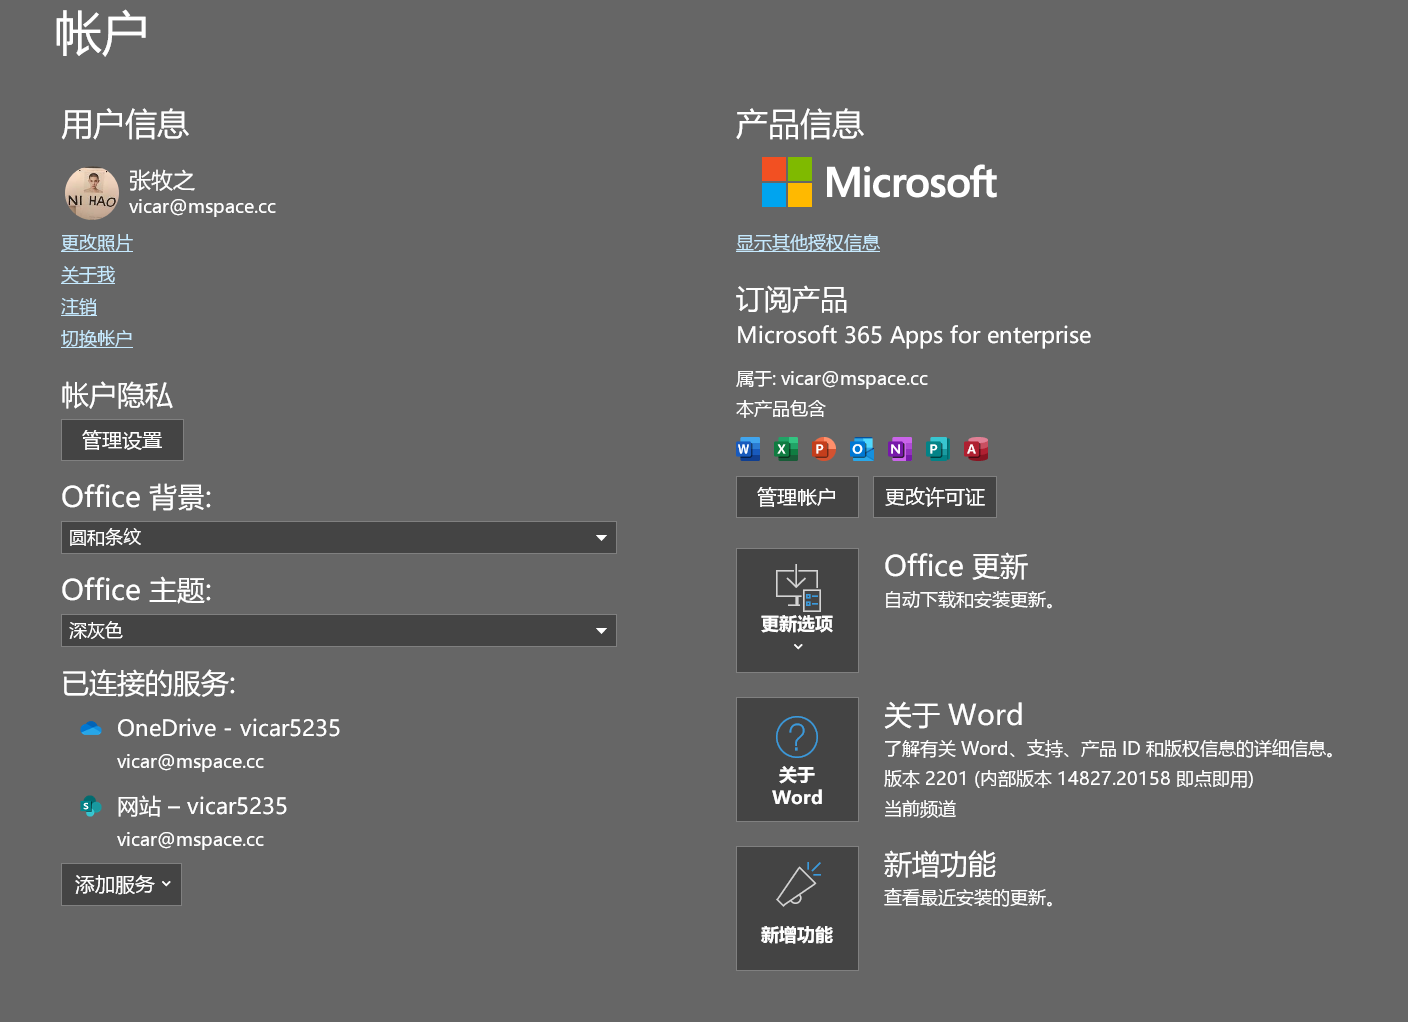 帐户
用户信息
NI HAO
张牧之
vicar@mspace.cc
更改照片
关于我
注销
切换帐户
帐户隐私
管理设置
Office 背景:
圆和条纹
Office 主题:
深灰色
已连接的服务:
OneDrive - vicar5235
vicar@mspace.cc
S
网站 – vicar5235
vicar@mspace.cc
添加服务
产品信息
Microsoft
显示其他授权信息
订阅产品
Microsoft 365 Apps for enterprise
属于: vicar@mspace.cc
本产品包含
W X P O N P A
管理帐户 更改许可证
更新选项
Office 更新
自动下载和安装更新。
关于
Word
关于 Word
了解有关 Word、支持、产品 ID 和版权信息的详细信息。
版本 2201 (内部版本 14827.20158 即点即用)
当前频道
新增功能
新增功能
查看最近安装的更新。